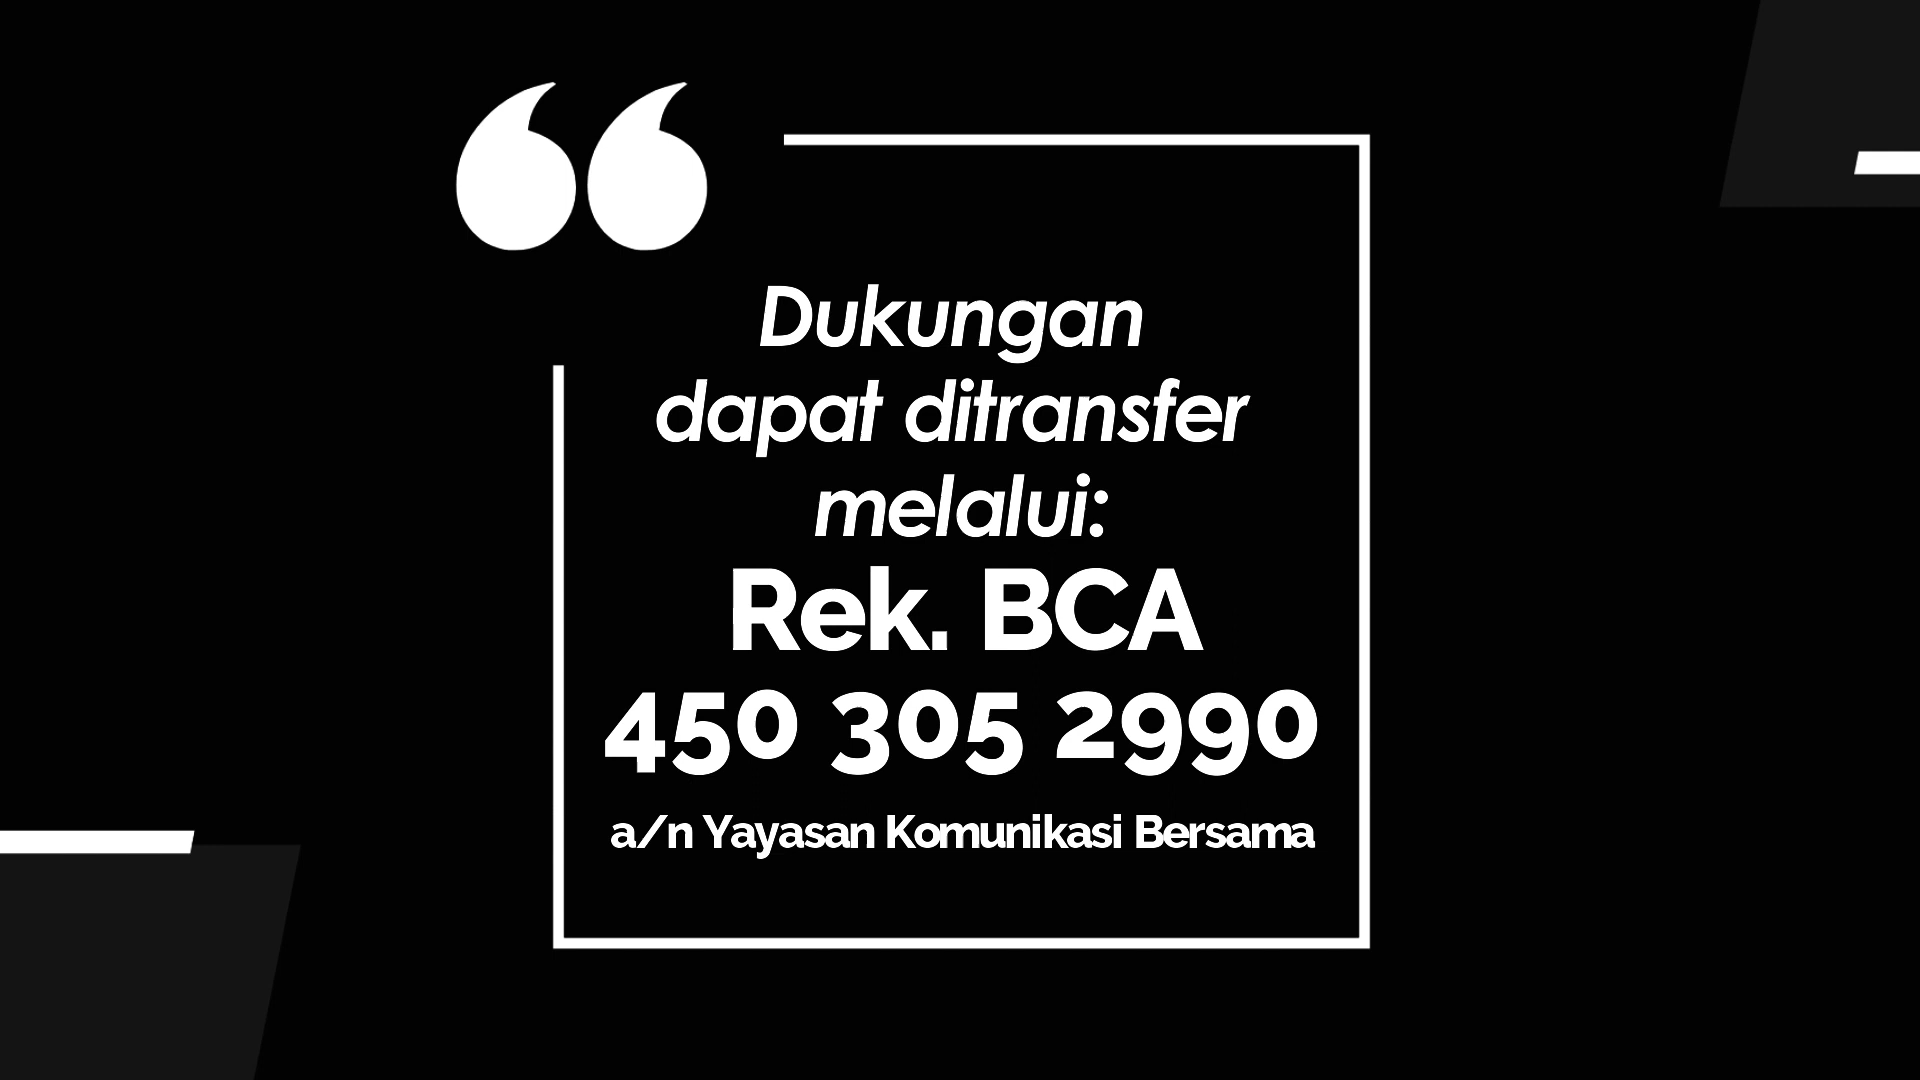 Dukungan
dapat ditransfer
melalui:
Rek. BCA
450 305 2990
a/n Yayasan Komunikasi Bersama